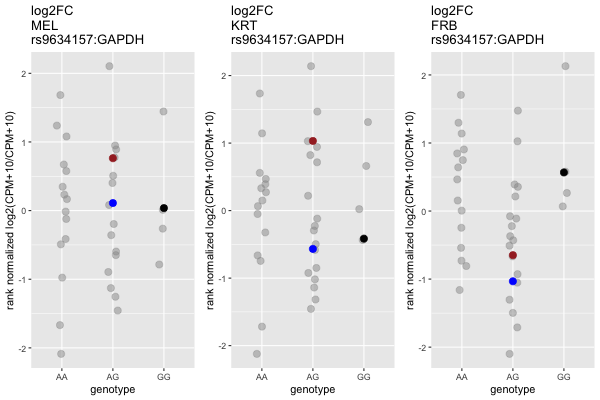 log2FC
MEL
rs9634157:GAPDH
rank normalized log2(CPM+10/CPM+10)
2
1
0
-1
-2
AA
AG
GG
genotype
log2FC
KRT
rs9634157:GAPDH
rank normalized log2(CPM+10/CPM+10)
2
1
0
-1
-2
AA
AG
GG
genotype
log2FC
FRB
rs9634157:GAPDH
rank normalized log2(CPM+10/CPM+10)
2
1
0
-1
-2
AA
AG
GG
genotype